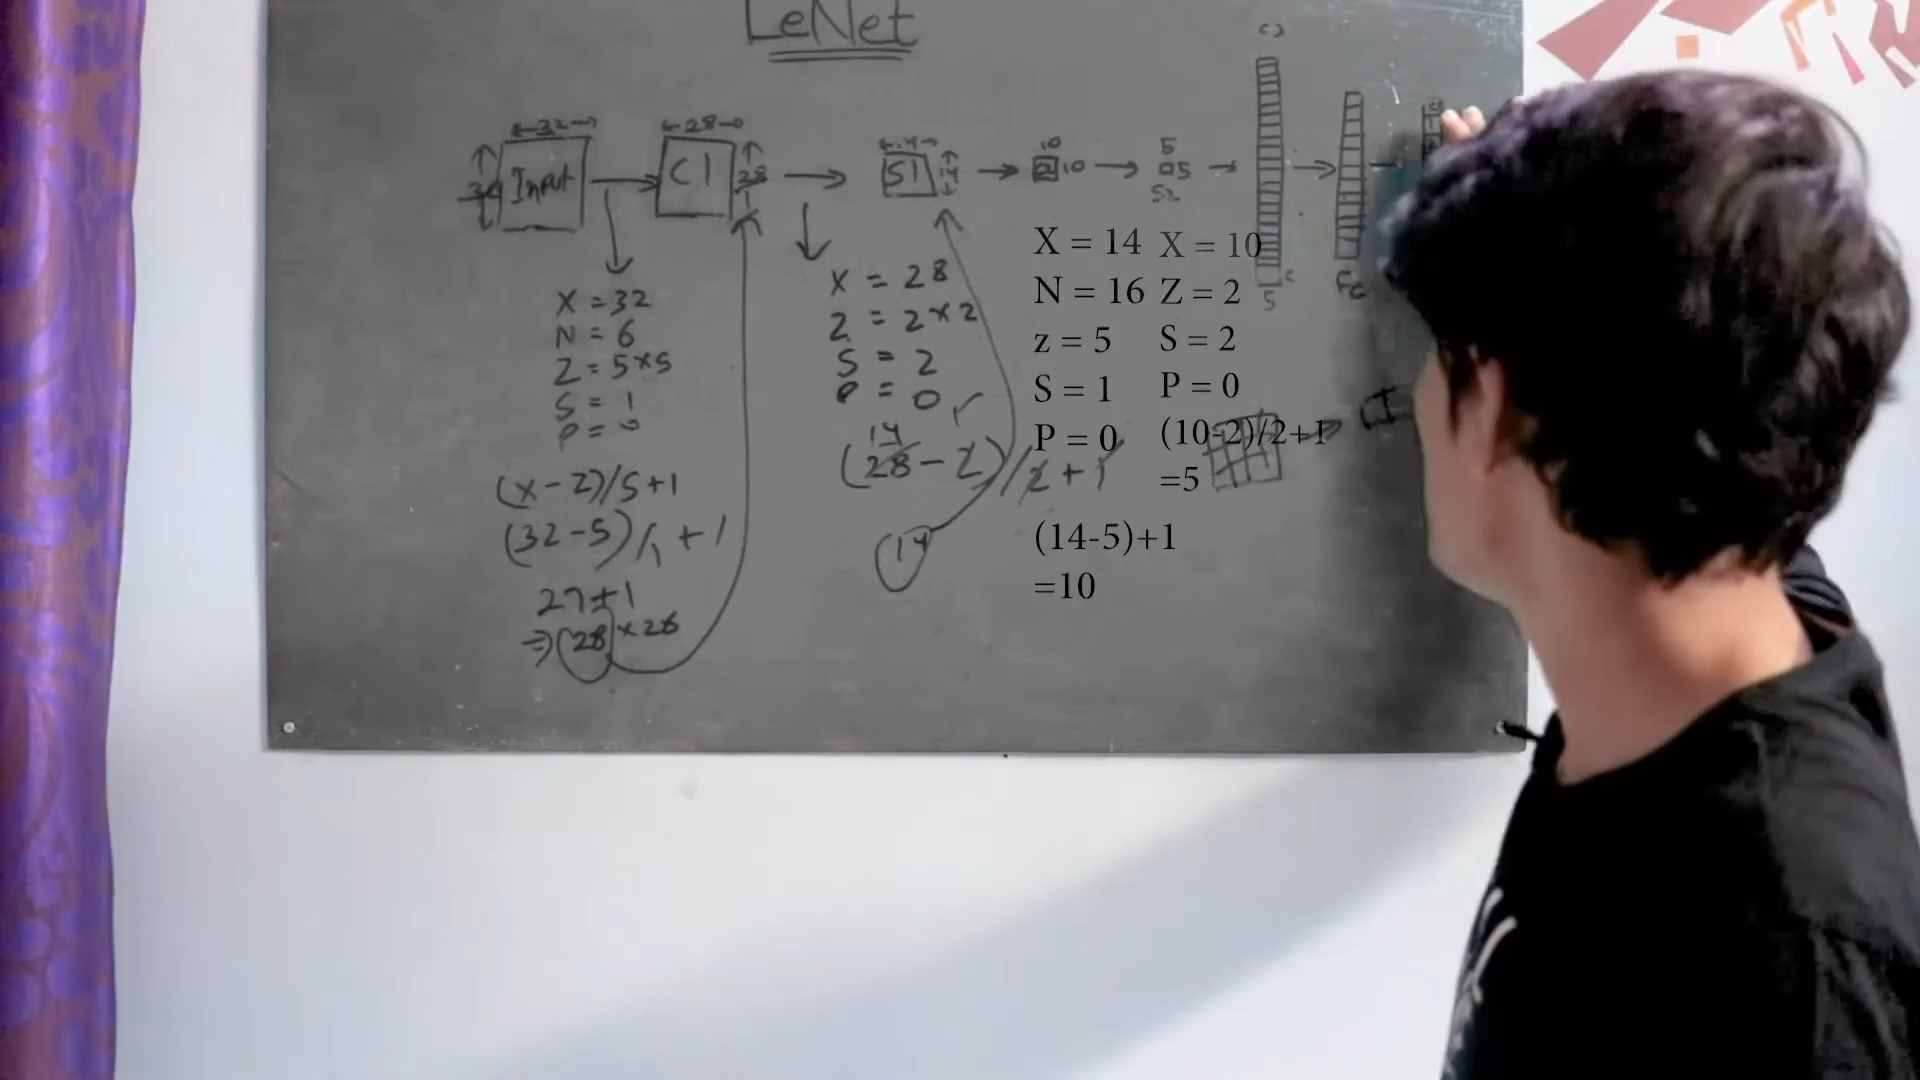 LeNet
32
Input
32
28
C1
28
14
S1
14
10
10
5
5
S2
Fc
X = 32
N = 6
Z = 5×5
S = 1
P = 0
(x-z)/s+1
(32-5)/1 + 1
27+1
⇒ 28 × 28
X = 28
Z = 2×2
S = 2
P = 0
14
(28-2)/2+1
14
X = 14
N = 16
z = 5
S = 1
P = 0
(14-5)+1
=10
X = 10
Z = 2
S = 2
P = 0
(10-2)/2+1
=5